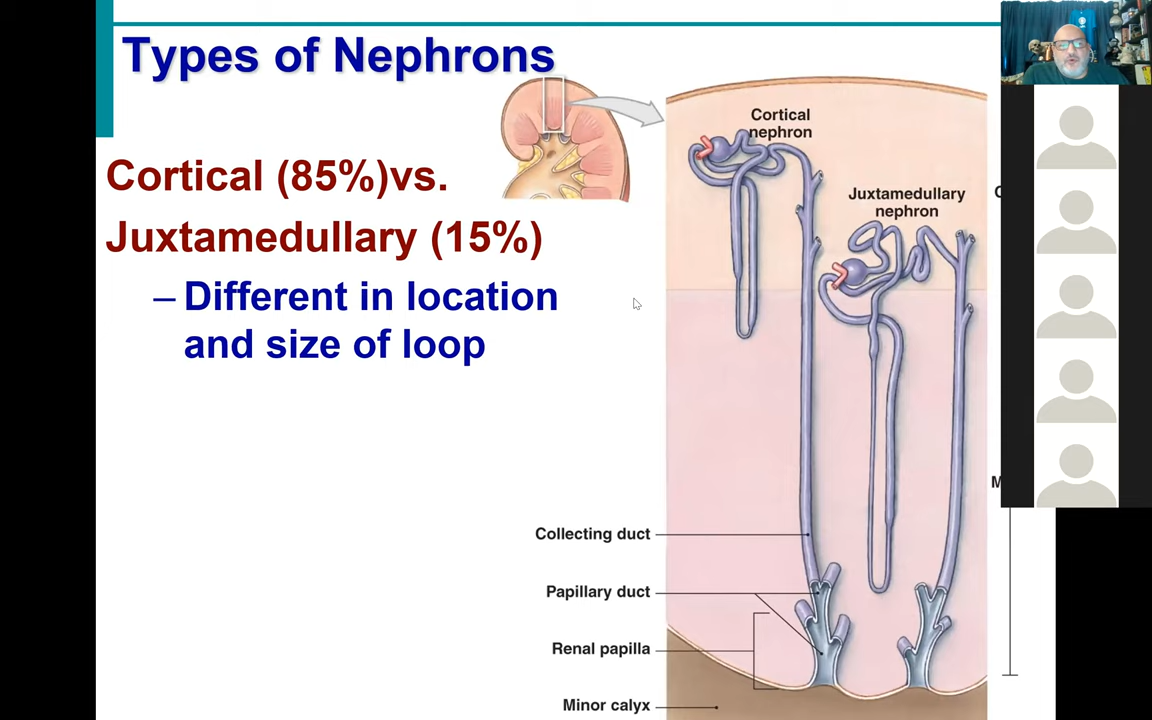 Types of Nephrons
Cortical (85%)vs.
Juxtamedullary (15%)
– Different in location
and size of loop
Cortical
nephron
Juxtamedullary
nephron
Collecting duct
Papillary duct
Renal papilla
Minor calyx